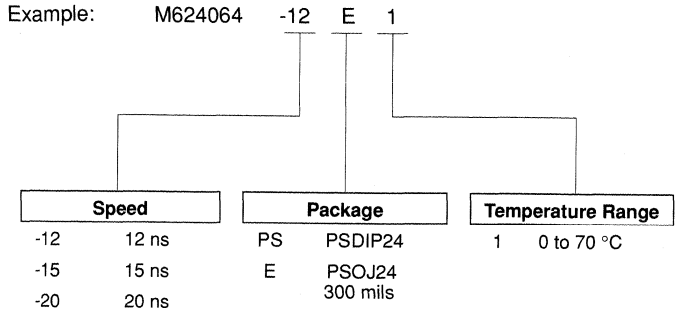 Example: M624064 -12 E 1
Speed Package Temperature Range
-12 12 ns PS PSDIP24 1 0 to 70 °C
-15 15 ns E PSOJ24
300 mils
-20 20 ns